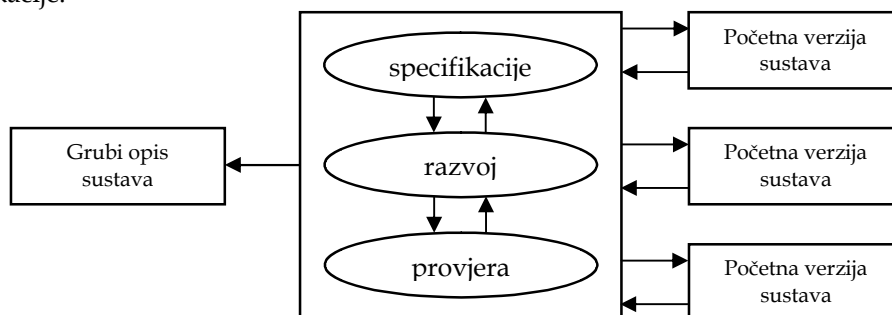 kacije.
specifikacije
razvoj
provjera
Grubi opis
sustava
Početna verzija
sustava
Početna verzija
sustava
Početna verzija
sustava